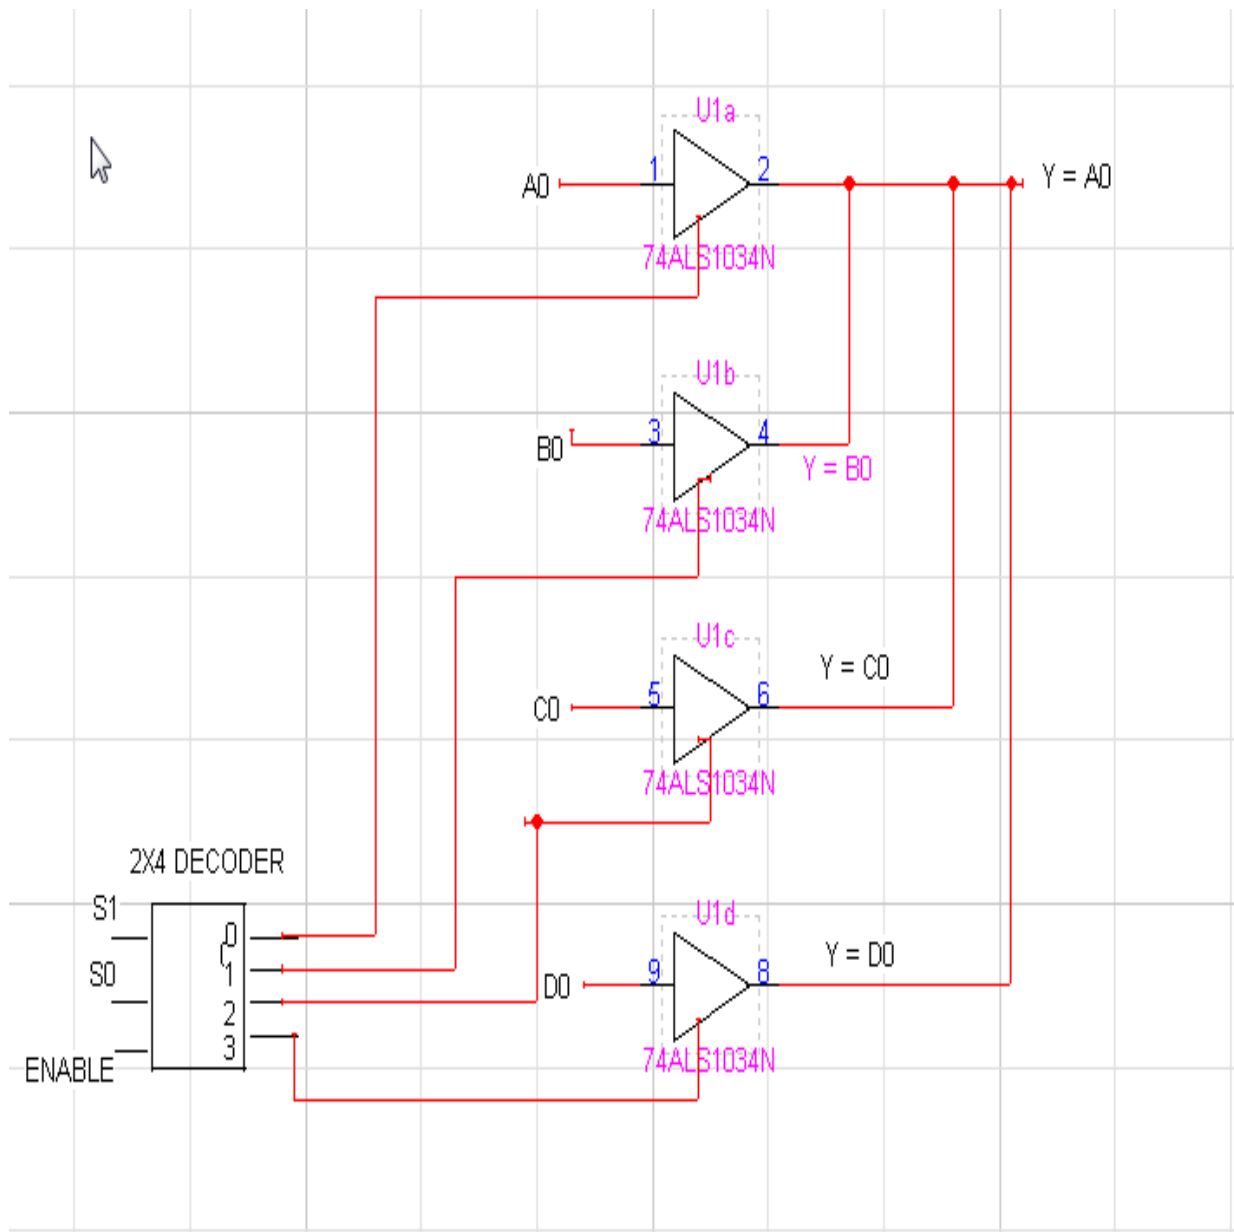 U1a
1 2
A0
Y = A0
74ALS1034N
U1b
3 4
B0
Y = B0
74ALS1034N
U1c
Y = C0
5 6
C0
74ALS1034N
2X4 DECODER
S1
0
1
S0
2
3
ENABLE
U1d
Y = D0
9 8
D0
74ALS1034N